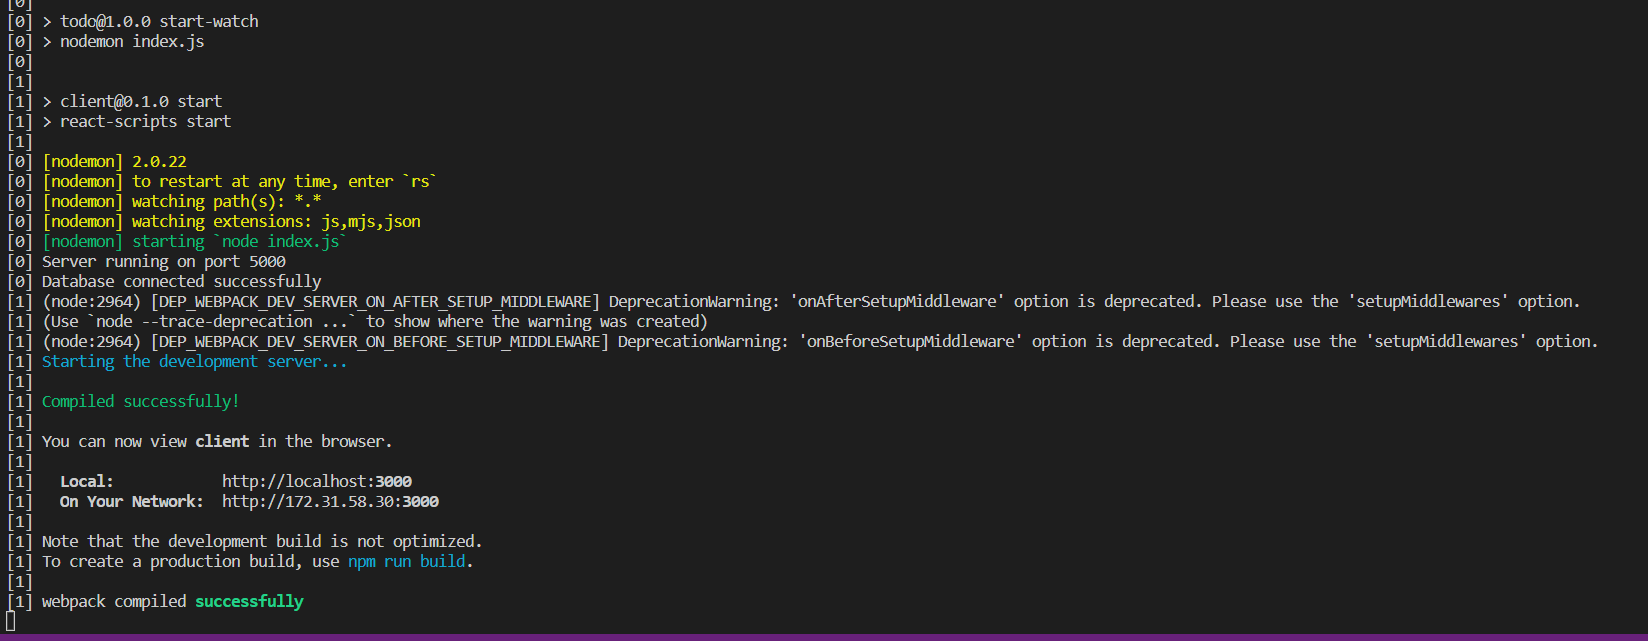 [0]
[0] > todo@1.0.0 start-watch
[0] > nodemon index.js
[0]
[1]
[1] > client@0.1.0 start
[1] > react-scripts start
[1]
[0] [nodemon] 2.0.22
[0] [nodemon] to restart at any time, enter `rs`
[0] [nodemon] watching path(s): *.*
[0] [nodemon] watching extensions: js,mjs,json
[0] [nodemon] starting `node index.js`
[0] Server running on port 5000
[0] Database connected successfully
[1] (node:2964) [DEP_WEBPACK_DEV_SERVER_ON_AFTER_SETUP_MIDDLEWARE] DeprecationWarning: 'onAfterSetupMiddleware' option is deprecated. Please use the 'setupMiddlewares' option.
[1] (Use `node --trace-deprecation ...` to show where the warning was created)
[1] (node:2964) [DEP_WEBPACK_DEV_SERVER_ON_BEFORE_SETUP_MIDDLEWARE] DeprecationWarning: 'onBeforeSetupMiddleware' option is deprecated. Please use the 'setupMiddlewares' option.
[1] Starting the development server...
[1]
[1] Compiled successfully!
[1]
[1] You can now view client in the browser.
[1]
[1]   Local:            http://localhost:3000
[1]   On Your Network:  http://172.31.58.30:3000
[1]
[1] Note that the development build is not optimized.
[1] To create a production build, use npm run build.
[1]
[1] webpack compiled successfully